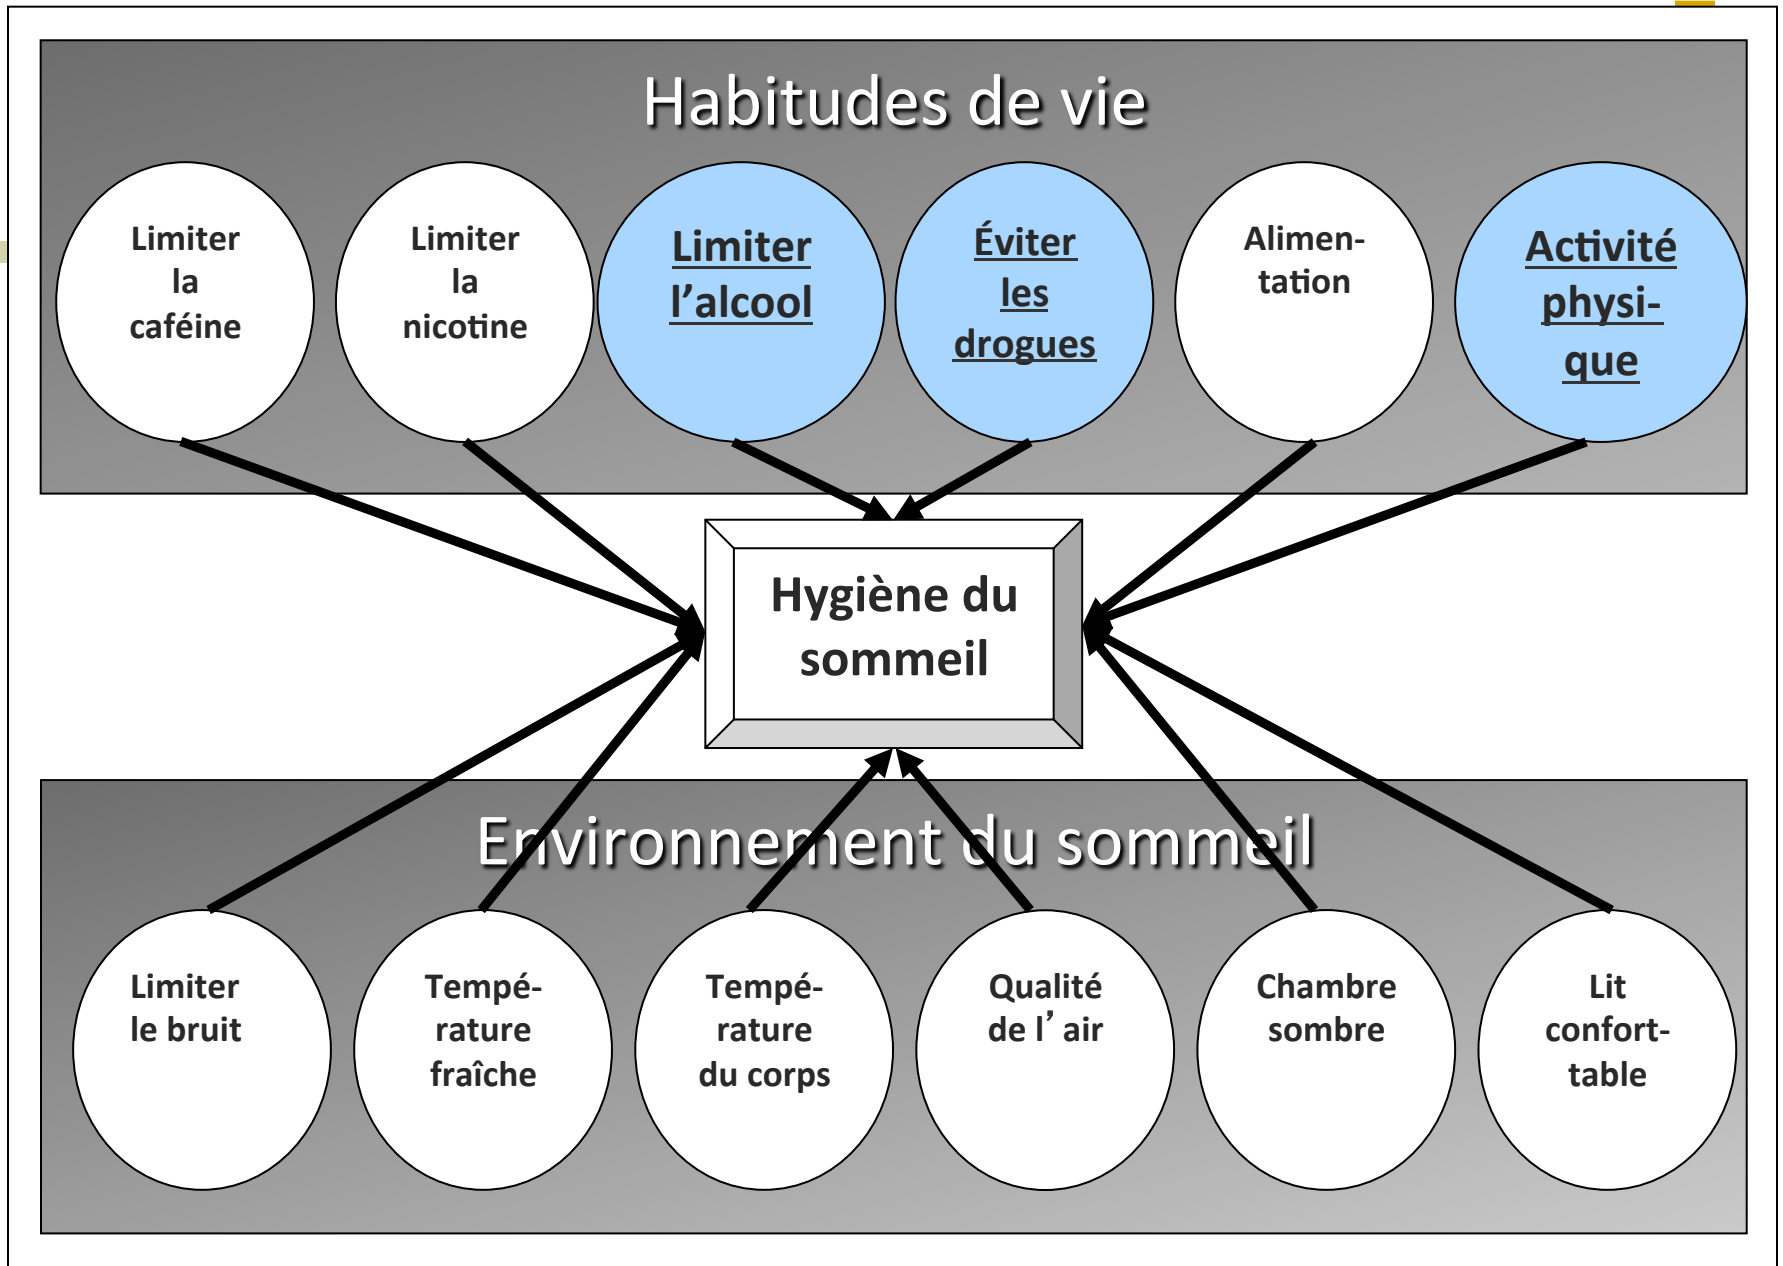 Habitudes de vie
Limiter
la
caféine
Limiter
la
nicotine
Limiter
l’alcool
Éviter
les
drogues
Alimen-
tation
Activité
physi-
que
Hygiène du
sommeil
Environnement du sommeil
Limiter
le bruit
Tempé-
rature
fraîche
Tempé-
rature
du corps
Qualité
de l’ air
Chambre
sombre
Lit
confort-
table